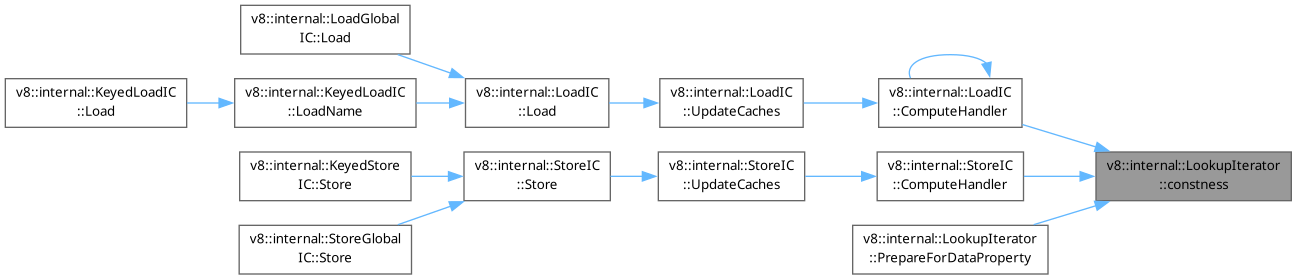 v8::internal::LoadGlobal
IC::Load
v8::internal::KeyedLoadIC
::Load
v8::internal::KeyedLoadIC
::LoadName
v8::internal::LoadIC
::Load
v8::internal::LoadIC
::UpdateCaches
v8::internal::LoadIC
::ComputeHandler
v8::internal::KeyedStore
IC::Store
v8::internal::StoreIC
::Store
v8::internal::StoreIC
::UpdateCaches
v8::internal::StoreIC
::ComputeHandler
v8::internal::LookupIterator
::constness
v8::internal::StoreGlobal
IC::Store
v8::internal::LookupIterator
::PrepareForDataProperty